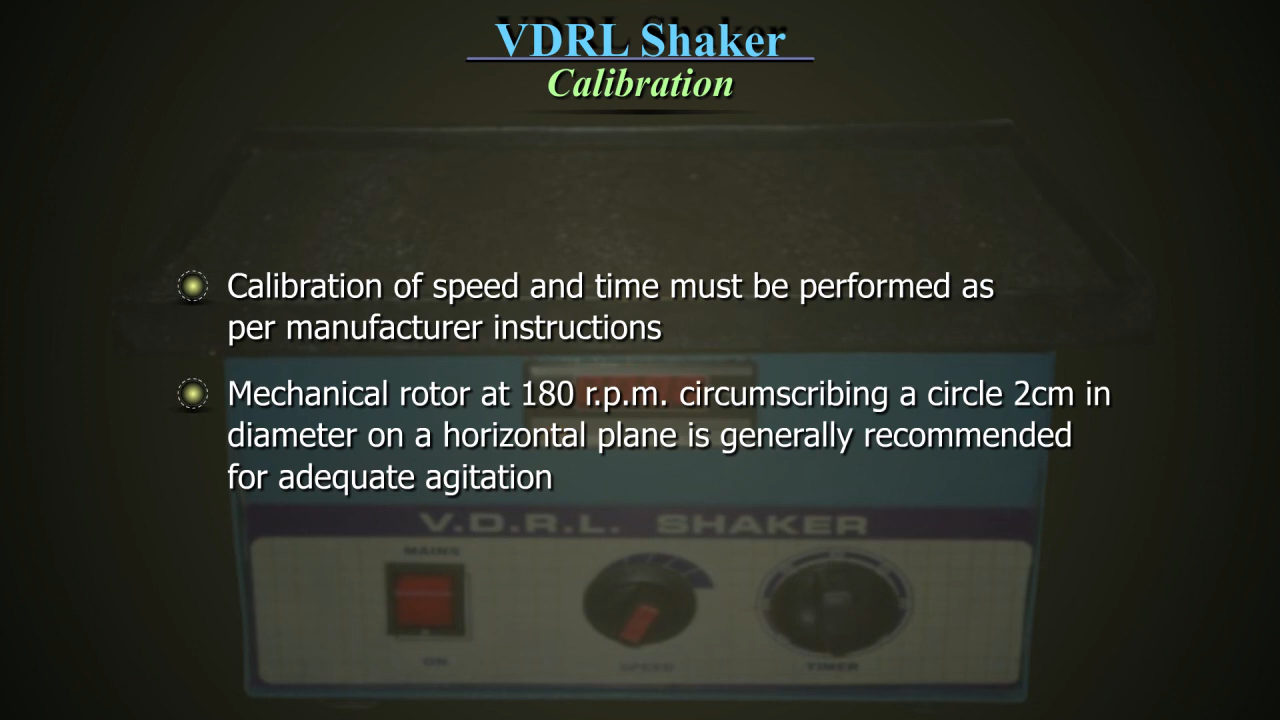 VDRL Shaker
Calibration
Calibration of speed and time must be performed as
per manufacturer instructions
Mechanical rotor at 180 r.p.m. circumscribing a circle 2cm in
diameter on a horizontal plane is generally recommended
for adequate agitation
V.D.R.L. SHAKER
MAINS
ON
SPEED
TIMER